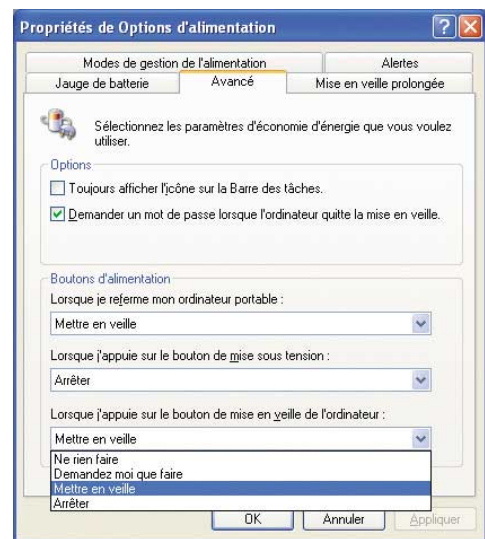 Propriétés de Options d'alimentation
Modes de gestion de l'alimentation
Alertes
Jauge de batterie
Avancé
Mise en veille prolongée
Sélectionnez les paramètres d'économie d'énergie que vous voulez
utiliser.
Options
Toujours afficher l'icône sur la Barre des tâches.
Demander un mot de passe lorsque l'ordinateur quitte la mise en veille.
Boutons d'alimentation
Lorsque je referme mon ordinateur portable :
Mettre en veille
Lorsque j'appuie sur le bouton de mise sous tension :
Arrêter
Lorsque j'appuie sur le bouton de mise en veille de l'ordinateur :
Mettre en veille
Ne rien faire
Demandez moi que faire
Mettre en veille
Arrêter
OK
Annuler
Appliquer